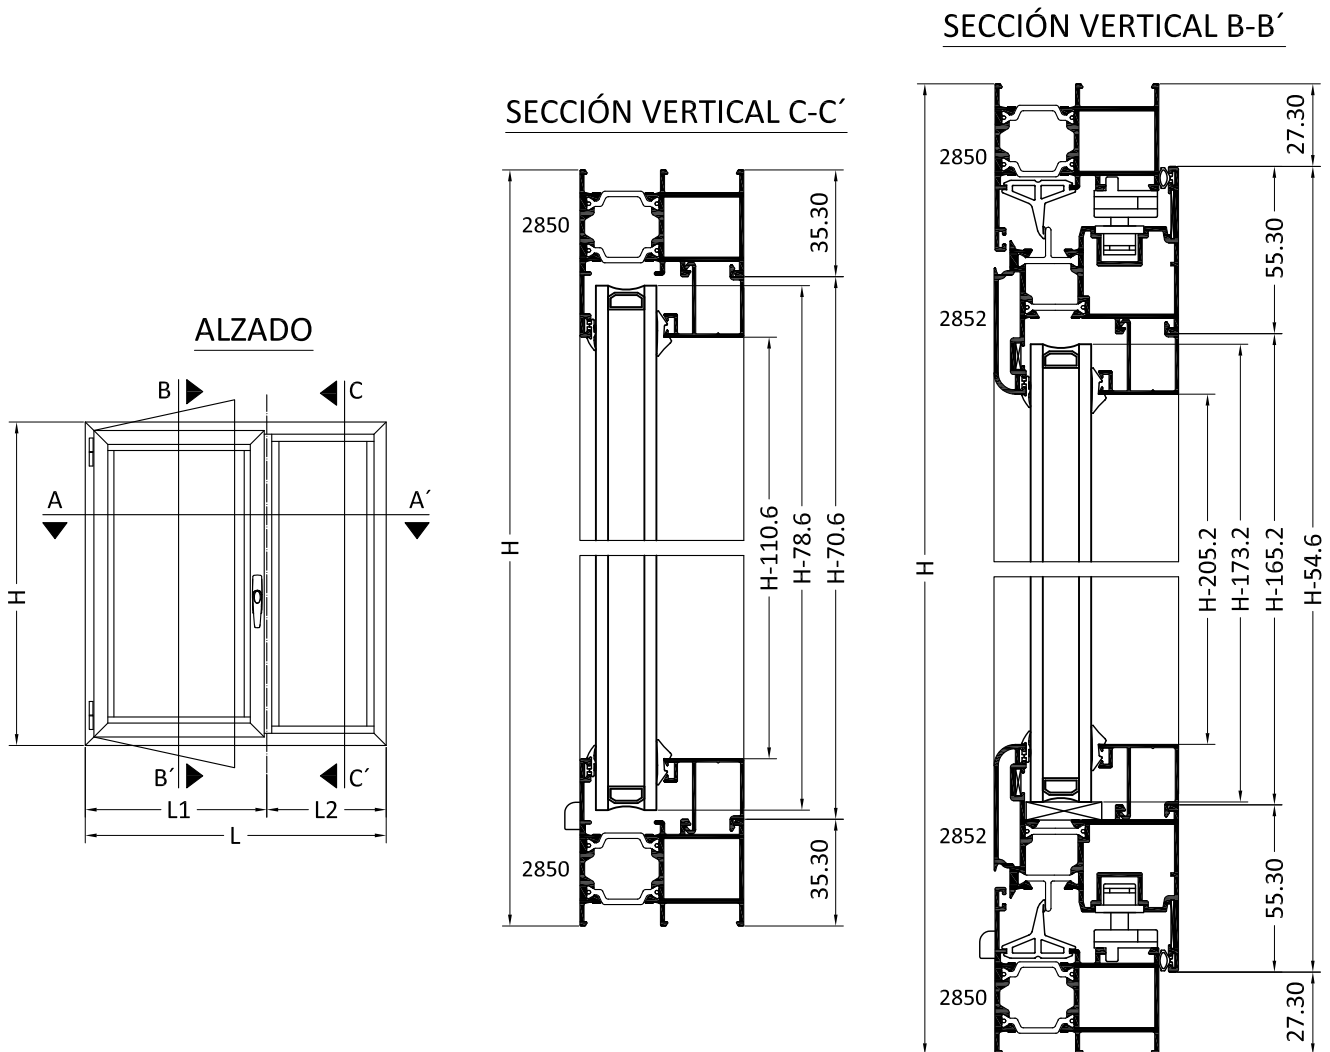 SECCIÓN VERTICAL B-B´
SECCIÓN VERTICAL C-C´
ALZADO
B
C
A
A´
H
B´
C´
L1
L2
L
2850
35.30
H
H-110.6
H-78.6
H-70.6
2850
35.30
2850
27.30
55.30
2852
H
H-205.2
H-173.2
H-165.2
H-54.6
2852
55.30
2850
27.30